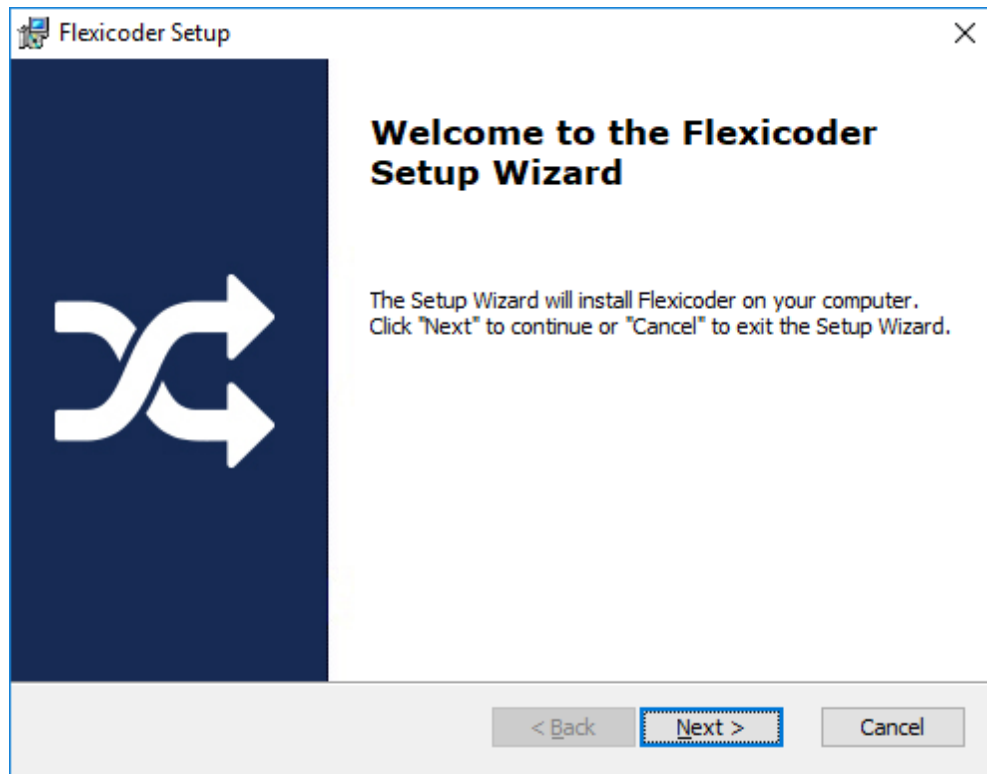 Flexicoder Setup
Welcome to the Flexicoder
Setup Wizard
The Setup Wizard will install Flexicoder on your computer.
Click "Next" to continue or "Cancel" to exit the Setup Wizard.
< Back
Next >
Cancel